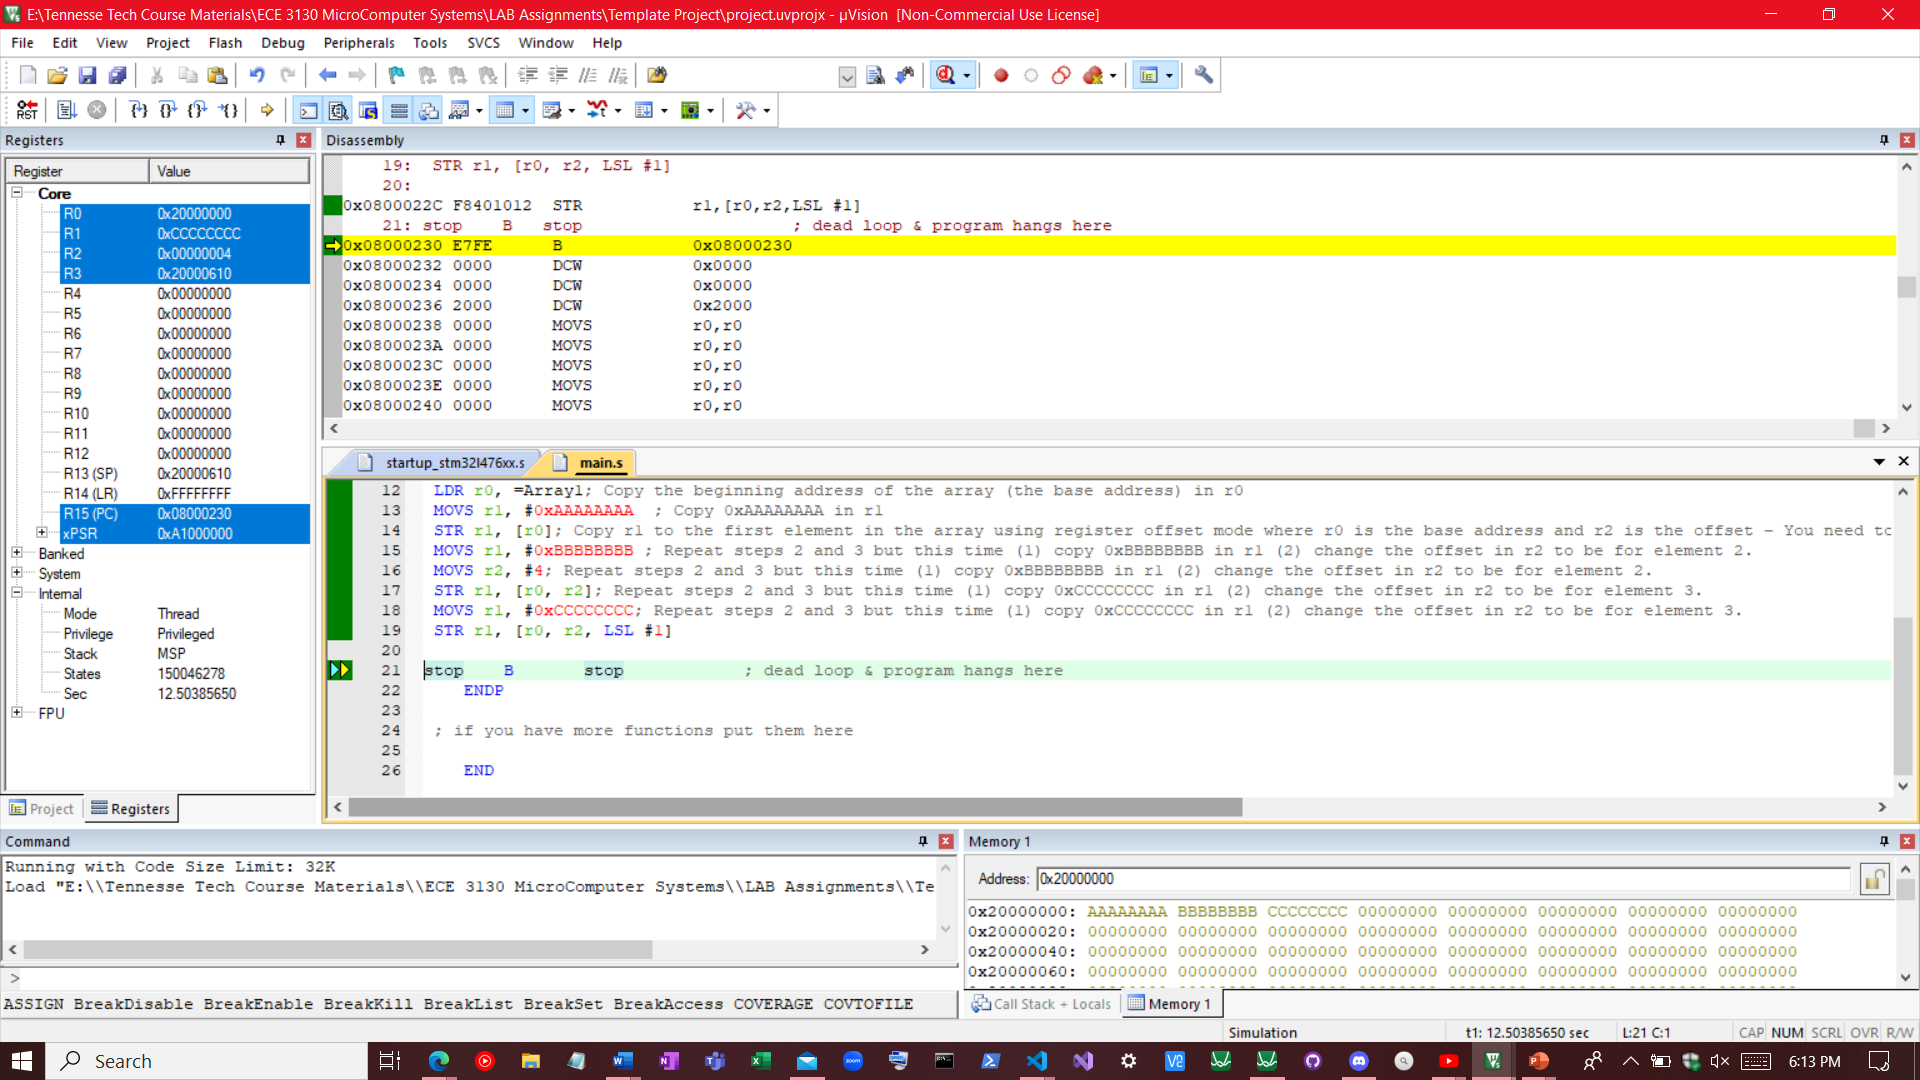 E:\Tennesse Tech Course Materials\ECE 3130 MicroComputer Systems\LAB Assignments\Template Project\project.uvprojx - µVision  [Non-Commercial Use License]
File Edit View Project Flash Debug Peripherals Tools SVCS Window Help
RST
Registers
Register Value
Core
R0 0x20000000
R1 0xCCCCCCCC
R2 0x00000004
R3 0x20000610
R4 0x00000000
R5 0x00000000
R6 0x00000000
R7 0x00000000
R8 0x00000000
R9 0x00000000
R10 0x00000000
R11 0x00000000
R12 0x00000000
R13 (SP) 0x20000610
R14 (LR) 0xFFFFFFFF
R15 (PC) 0x08000230
xPSR 0xA1000000
Banked
System
Internal
Mode Thread
Privilege Privileged
Stack MSP
States 150046278
Sec 12.50385650
FPU
Project Registers
Disassembly
19: STR r1, [r0, r2, LSL #1]
20:
0x0800022C F8401012 STR r1,[r0,r2,LSL #1]
21: stop B stop ; dead loop & program hangs here
0x08000230 E7FE B 0x08000230
0x08000232 0000 DCW 0x0000
0x08000234 0000 DCW 0x0000
0x08000236 2000 DCW 0x2000
0x08000238 0000 MOVS r0,r0
0x0800023A 0000 MOVS r0,r0
0x0800023C 0000 MOVS r0,r0
0x0800023E 0000 MOVS r0,r0
0x08000240 0000 MOVS r0,r0
startup_stm32l476xx.s main.s
12 LDR r0, =Array1; Copy the beginning address of the array (the base address) in r0
13 MOVS r1, #0xAAAAAAAA ; Copy 0xAAAAAAAA in r1
14 STR r1, [r0]; Copy r1 to the first element in the array using register offset mode where r0 is the base address and r2 is the offset - You need to
15 MOVS r1, #0xBBBBBBBB ; Repeat steps 2 and 3 but this time (1) copy 0xBBBBBBBB in r1 (2) change the offset in r2 to be for element 2.
16 MOVS r2, #4; Repeat steps 2 and 3 but this time (1) copy 0xBBBBBBBB in r1 (2) change the offset in r2 to be for element 2.
17 STR r1, [r0, r2]; Repeat steps 2 and 3 but this time (1) copy 0xCCCCCCCC in r1 (2) change the offset in r2 to be for element 3.
18 MOVS r1, #0xCCCCCCCC; Repeat steps 2 and 3 but this time (1) copy 0xCCCCCCCC in r1 (2) change the offset in r2 to be for element 3.
19 STR r1, [r0, r2, LSL #1]
20
21 stop B stop ; dead loop & program hangs here
22 ENDP
23
24 ; if you have more functions put them here
25
26 END
Command
Running with Code Size Limit: 32K
Load "E:\\Tennesse Tech Course Materials\\ECE 3130 MicroComputer Systems\\LAB Assignments\\Te
>
ASSIGN BreakDisable BreakEnable BreakKill BreakList BreakSet BreakAccess COVERAGE COVTOFILE
Memory 1
Address: 0x20000000
0x20000000: AAAAAAAA BBBBBBBB CCCCCCCC 00000000 00000000 00000000 00000000 00000000
0x20000020: 00000000 00000000 00000000 00000000 00000000 00000000 00000000 00000000
0x20000040: 00000000 00000000 00000000 00000000 00000000 00000000 00000000 00000000
0x20000060: 00000000 00000000 00000000 00000000 00000000 00000000 00000000 00000000
Call Stack + Locals Memory 1
Simulation t1: 12.50385650 sec L:21 C:1 CAP NUM SCRL OVR R/W
Search 6:13 PM